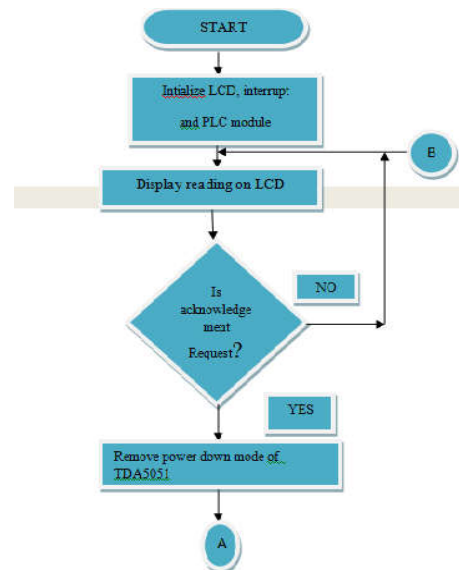 START
Intialize LCD, interrup:
and PLC module
B
Display reading on LCD
Is
acknowledge
ment
Request?
NO
YES
Remove power down mode of
TDA5051
A